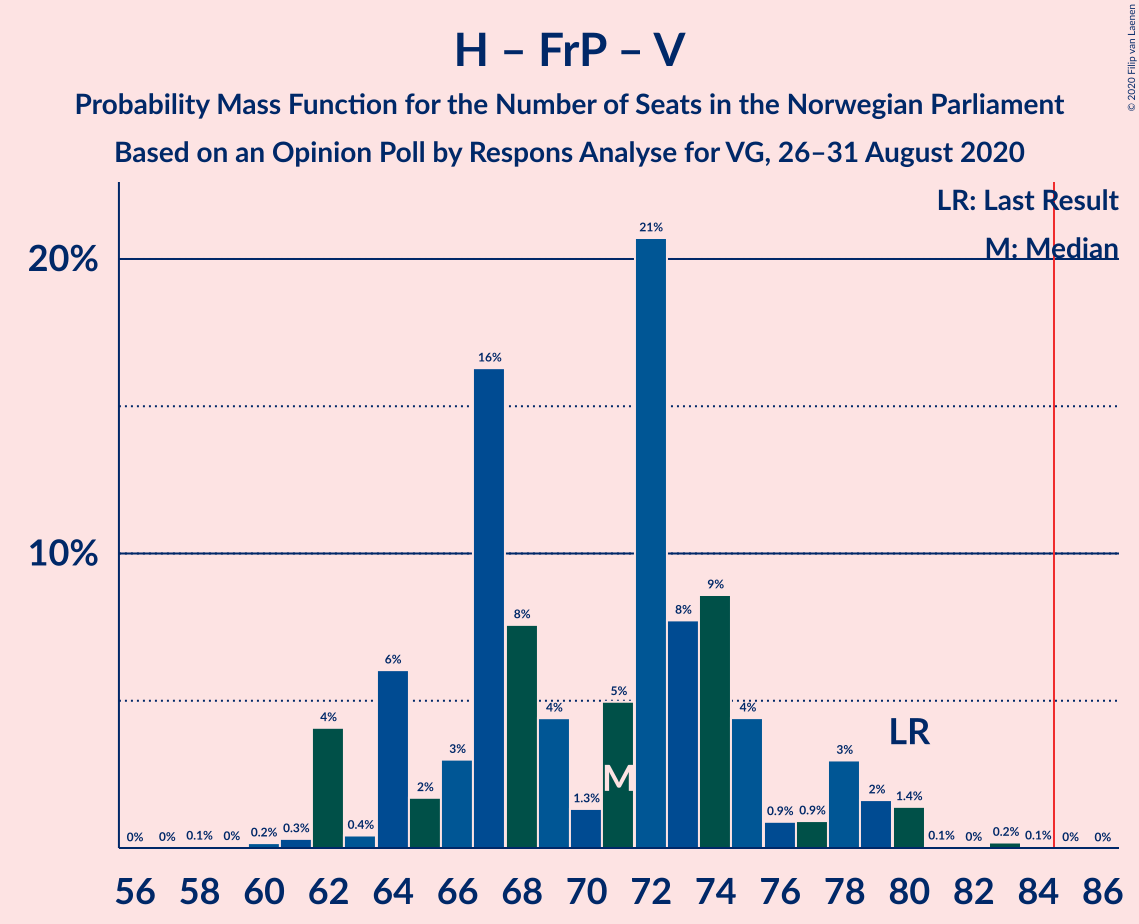 H – FrP – V
Probability Mass Function for the Number of Seats in the Norwegian Parliament
Based on an Opinion Poll by Respons Analyse for VG, 26–31 August 2020
© 2020 Filip van Laenen
LR: Last Result
M: Median
20%
10%
0% 0% 0.1% 0% 0.2% 0.3% 4% 0.4% 6% 2% 3% 16% 8% 4% 1.3% 5% 21% 8% 9% 4% 0.9% 0.9% 3% 2% 1.4% 0.1% 0% 0.2% 0.1% 0% 0%
LR
M
56 58 60 62 64 66 68 70 72 74 76 78 80 82 84 86